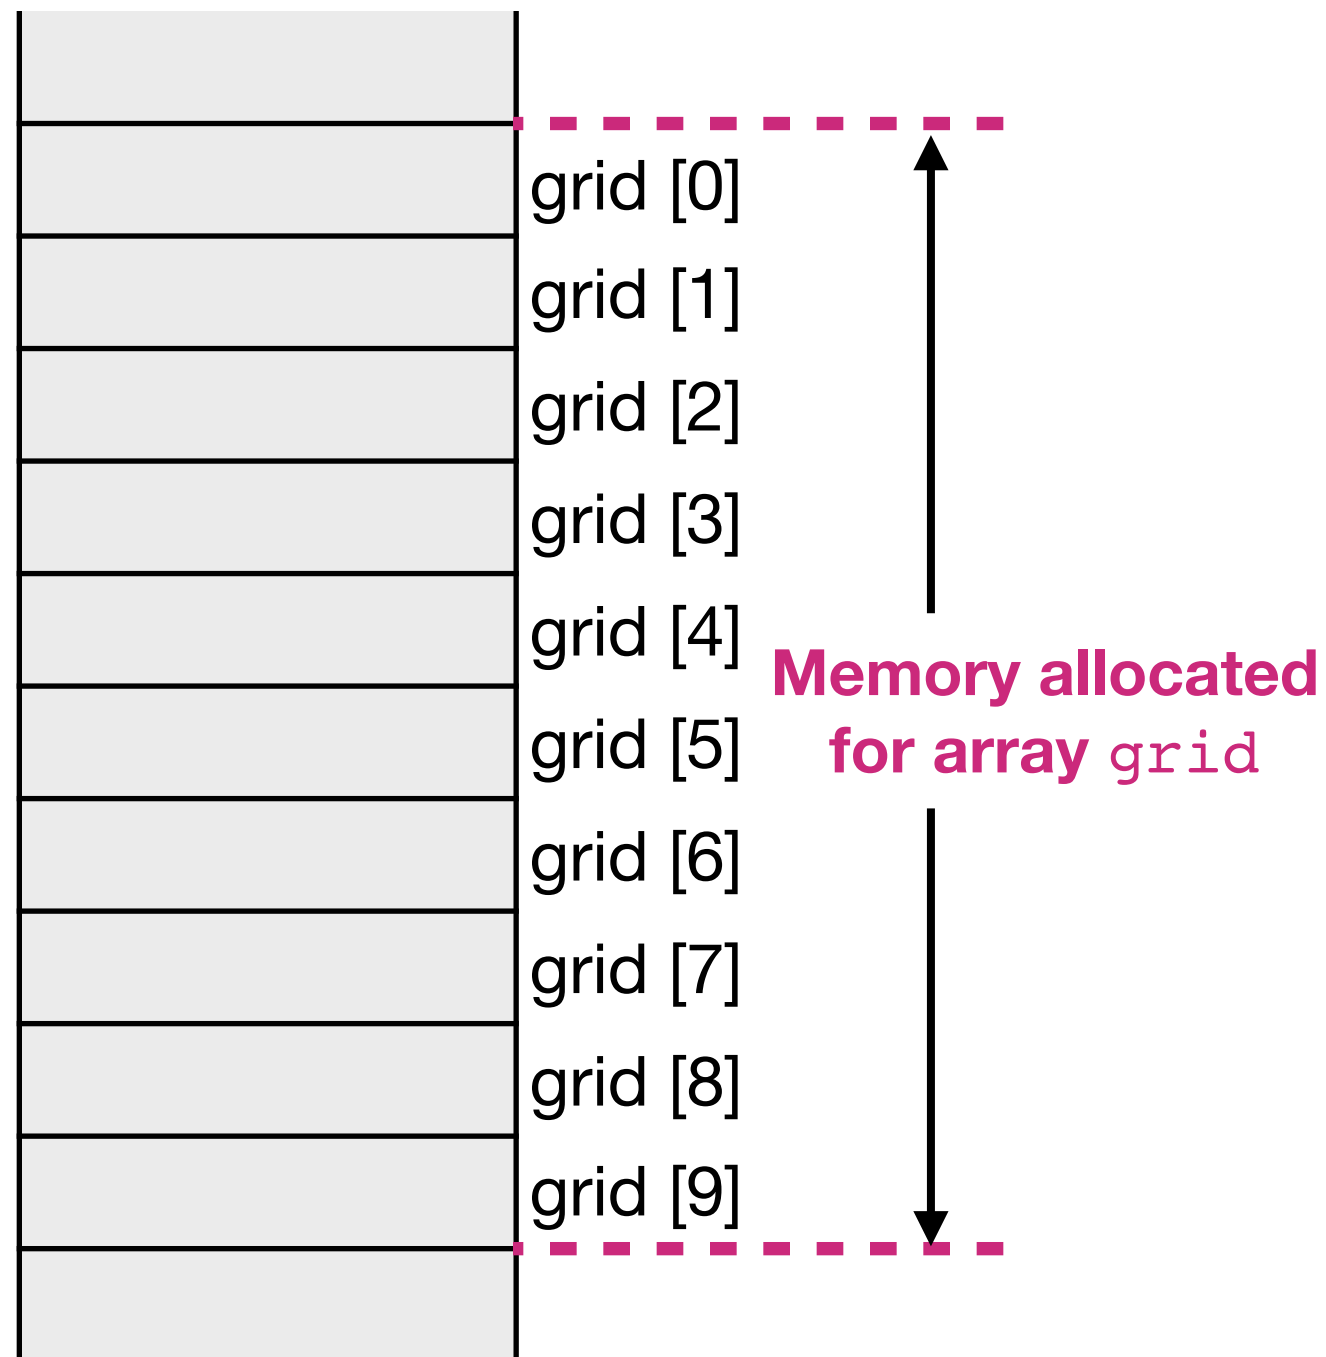 grid [0]
grid [1]
grid [2]
grid [3]
grid [4]
grid [5]
grid [6]
grid [7]
grid [8]
grid [9]
Memory allocated
for array grid